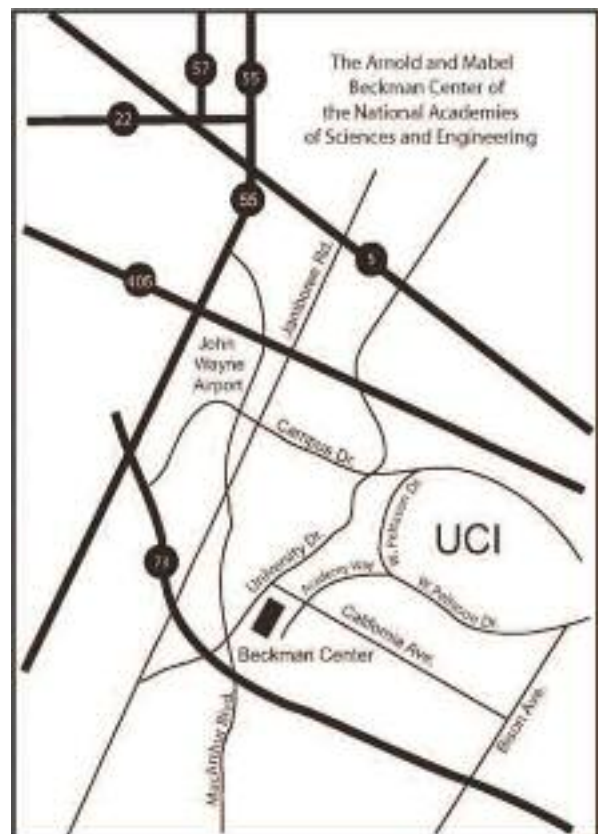 57
55
The Arnold and Mabel
Beckman Center of
the National Academies
of Sciences and Engineering
22
55
5
405
Jamboree Rd.
John
Wayne
Airport
Campus Dr.
W. Peltason Dr.
UCI
University Dr.
73
Academy Way
W. Peltason Dr.
California Ave.
Beckman Center
MacArthur Blvd.
Bison Ave.